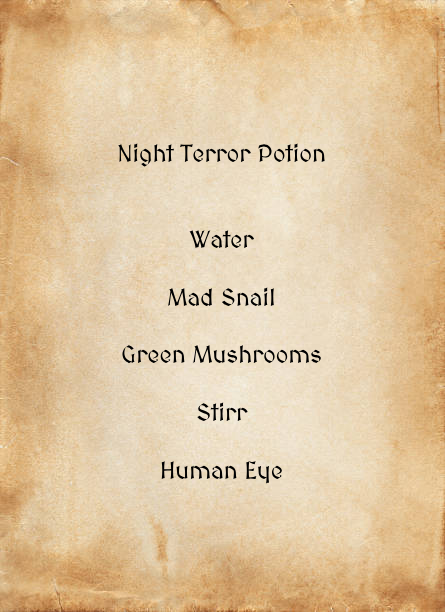 Night Terror Potion
Water
Mad Snail
Green Mushrooms
Stirr
Human Eye